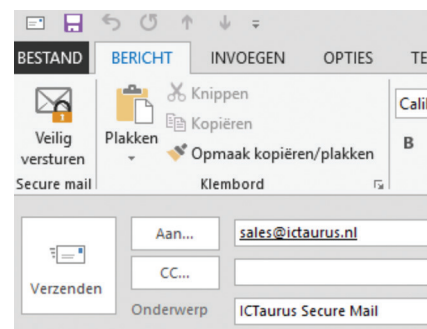 BESTAND BERICHT INVOEGEN OPTIES
Knippen
Kopiëren
Opmaak kopiëren/plakken
Veilig versturen
Plakken
B
Secure mail
Klembord
Aan... sales@ictaurus.nl
CC...
Verzenden
Onderwerp ICTaurus Secure Mail